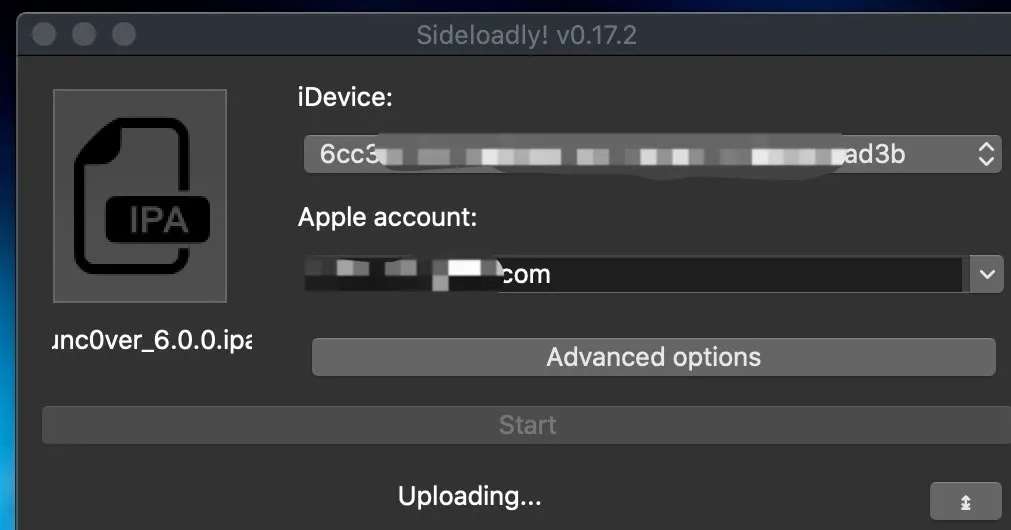 Sideloadly! v0.17.2
iDevice:
6cc3
ad3b
IPA
Apple account:
.com
unc0ver_6.0.0.ipa
Advanced options
Start
Uploading...